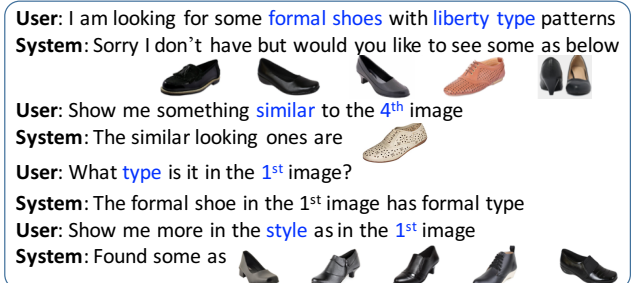 User: I am looking for some formal shoes with liberty type patterns
System: Sorry I don't have but would you like to see some as below
User: Show me something similar to the 4th image
System: The similar looking ones are
User: What type is it in the 1st image?
System: The formal shoe in the 1st image has formal type
User: Show me more in the style as in the 1st image
System: Found some as